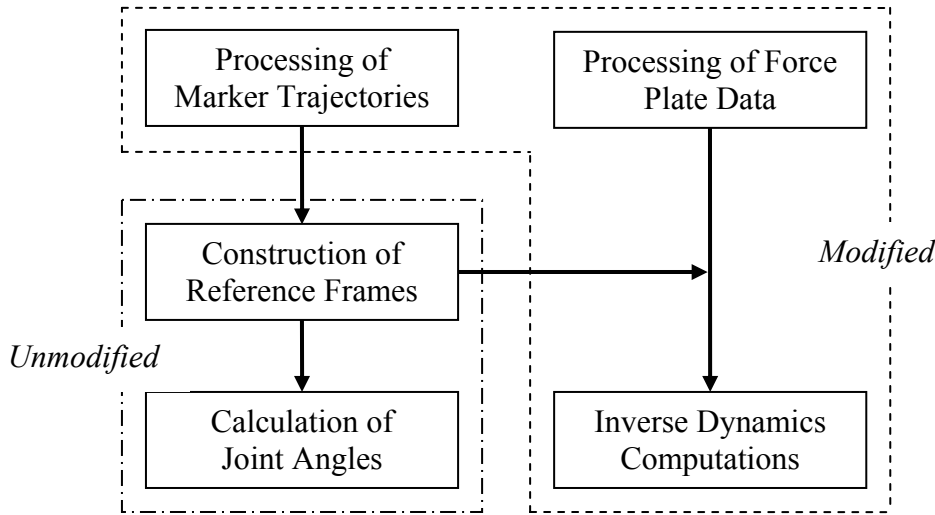 Processing of
Marker Trajectories
Processing of Force
Plate Data
Construction of
Reference Frames
Modified
Unmodified
Calculation of
Joint Angles
Inverse Dynamics
Computations